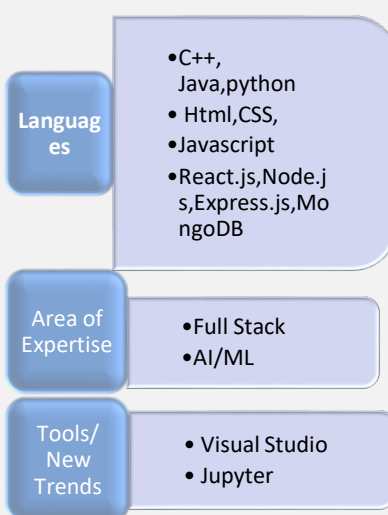 Languag
es
•C++,
Java,python
• Html,CSS,
•Javascript
•React.js,Node.j
s,Express.js,Mo
ngoDB
Area of
Expertise
•Full Stack
•AI/ML
Tools/
New
Trends
• Visual Studio
• Jupyter